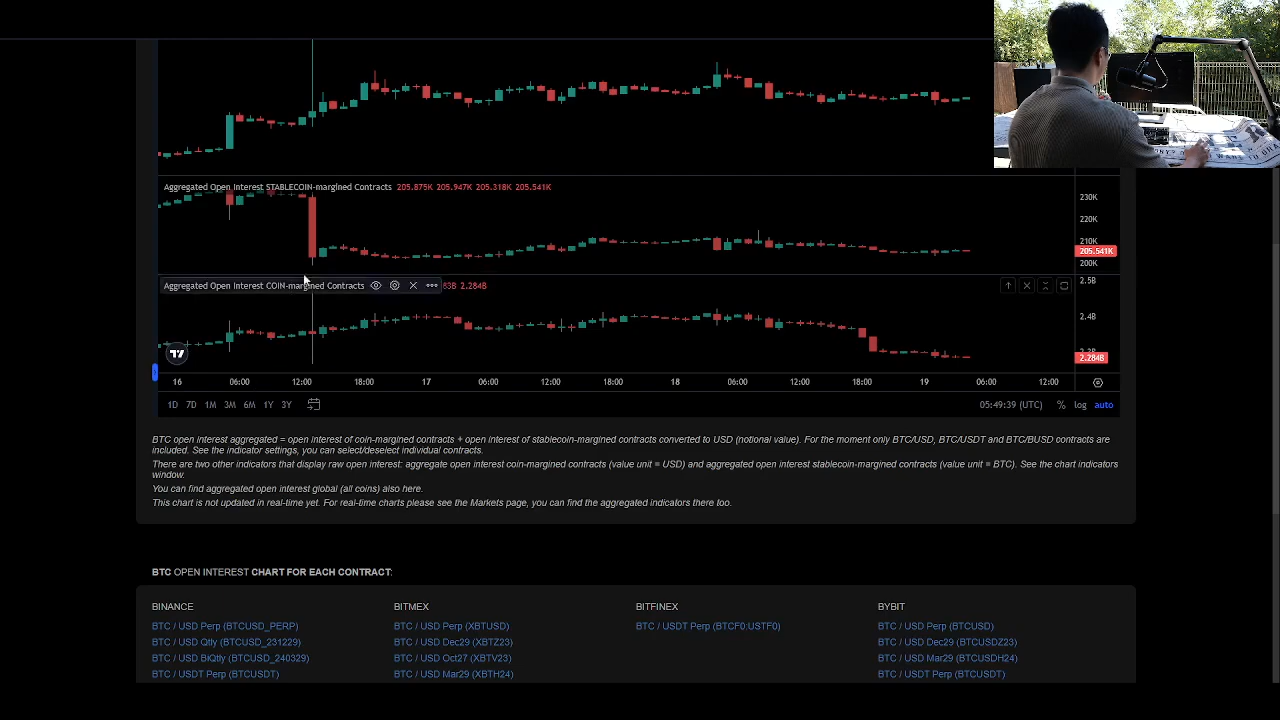 Aggregated Open Interest STABLECOIN-margined Contracts 205.875K 205.947K 205.318K 205.541K
230K
220K
210K
205.541K
200K
Aggregated Open Interest COIN-margined Contracts 2.284B
2.5B
2.4B
2.284B
16 06:00 12:00 18:00 17 06:00 12:00 18:00 18 06:00 12:00 18:00 19 06:00 12:00
1D 7D 1M 3M 6M 1Y 3Y 05:49:39 (UTC) % log auto
BTC open interest aggregated = open interest of coin-margined contracts + open interest of stablecoin-margined contracts converted to USD (notional value). For the moment only BTC/USD, BTC/USDT and BTC/BUSD contracts are
included. See the indicator settings, you can select/deselect individual contracts.
There are two other indicators that display raw open interest: aggregate open interest coin-margined contracts (value unit = USD) and aggregated open interest stablecoin-margined contracts (value unit = BTC). See the chart indicators
window.
You can find aggregated open interest global (all coins) also here.
This chart is not updated in real-time yet. For real-time charts please see the Markets page, you can find the aggregated indicators there too.
BTC OPEN INTEREST CHART FOR EACH CONTRACT:
BINANCE BITMEX BITFINEX BYBIT
BTC / USD Perp (BTCUSD_PERP) BTC / USD Perp (XBTUSD) BTC / USDT Perp (BTCF0:USTF0) BTC / USD Perp (BTCUSD)
BTC / USD Qtly (BTCUSD_231229) BTC / USD Dec29 (XBTZ23) BTC / USD Dec29 (BTCUSDZ23)
BTC / USD BiQtly (BTCUSD_240329) BTC / USD Oct27 (XBTV23) BTC / USD Mar29 (BTCUSDH24)
BTC / USDT Perp (BTCUSDT) BTC / USD Mar29 (XBTH24) BTC / USDT Perp (BTCUSDT)